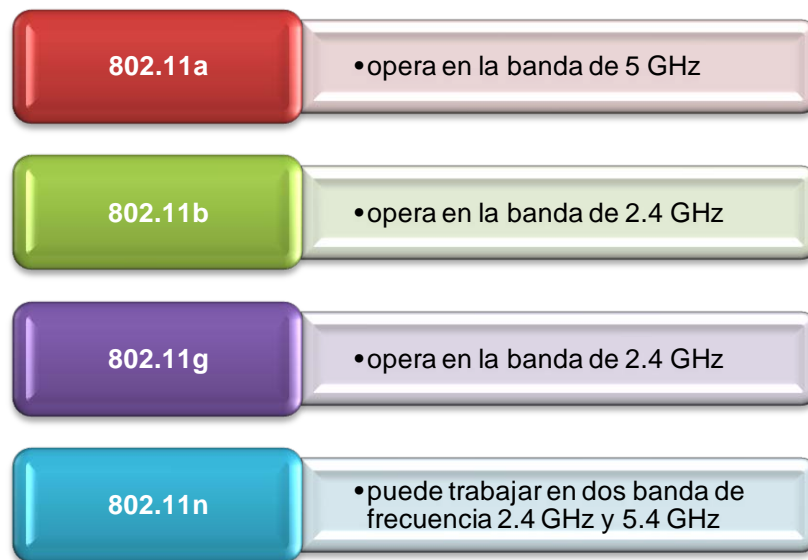 802.11a
•opera en la banda de 5 GHz
802.11b
•opera en la banda de 2.4 GHz
802.11g
•opera en la banda de 2.4 GHz
802.11n
•puede trabajar en dos banda de
frecuencia 2.4 GHz y 5.4 GHz